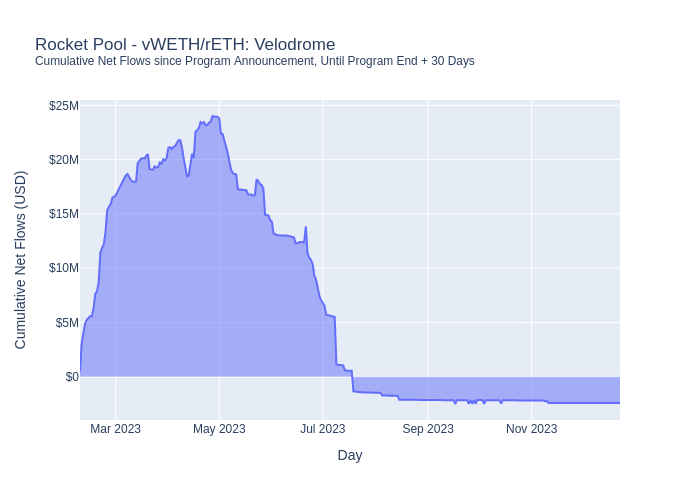 Rocket Pool - vWETH/rETH: Velodrome
Cumulative Net Flows since Program Announcement, Until Program End + 30 Days
$25M
$20M
$15M
$10M
$5M
$0
Cumulative Net Flows (USD)
Mar 2023
May 2023
Jul 2023
Sep 2023
Nov 2023
Day